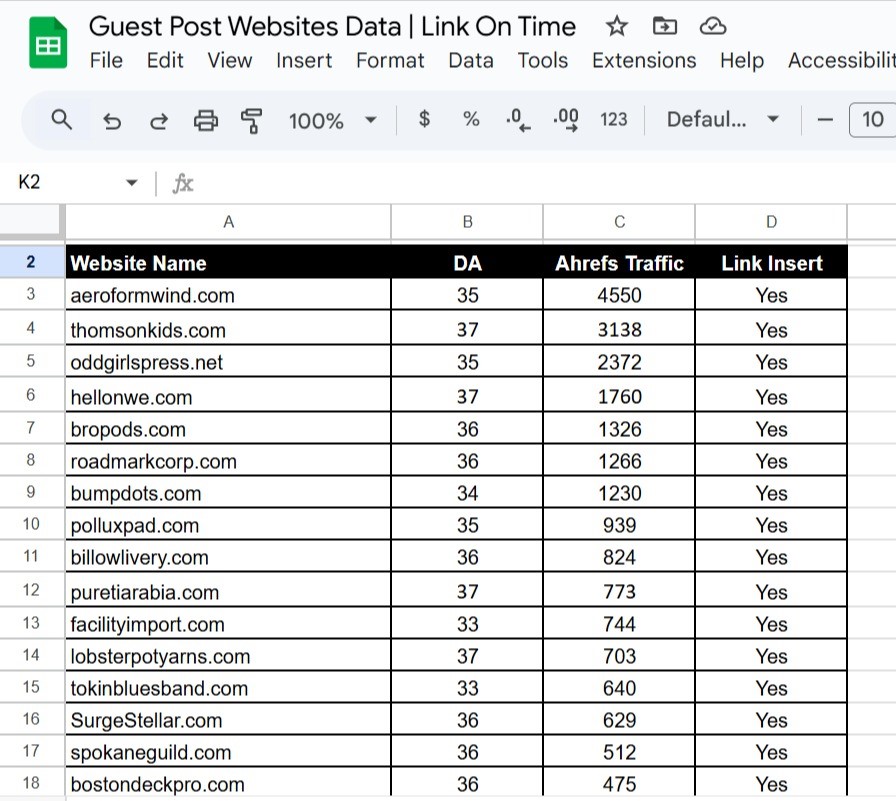 Guest Post Websites Data | Link On Time
File Edit View Insert Format Data Tools Extensions Help Accessibilit
100% $ % .0 .00 123 Defaul... 10
K2 fx
A B C D
2 Website Name DA Ahrefs Traffic Link Insert
3 aeroformwind.com 35 4550 Yes
4 thomsonkids.com 37 3138 Yes
5 oddgirlspress.net 35 2372 Yes
6 hellonwe.com 37 1760 Yes
7 bropods.com 36 1326 Yes
8 roadmarkcorp.com 36 1266 Yes
9 bumpdots.com 34 1230 Yes
10 polluxpad.com 35 939 Yes
11 billowlivery.com 36 824 Yes
12 puretiarabia.com 37 773 Yes
13 facilityimport.com 33 744 Yes
14 lobsterpotyarns.com 37 703 Yes
15 tokinbluesband.com 33 640 Yes
16 SurgeStellar.com 36 629 Yes
17 spokaneguild.com 36 512 Yes
18 bostondeckpro.com 36 475 Yes